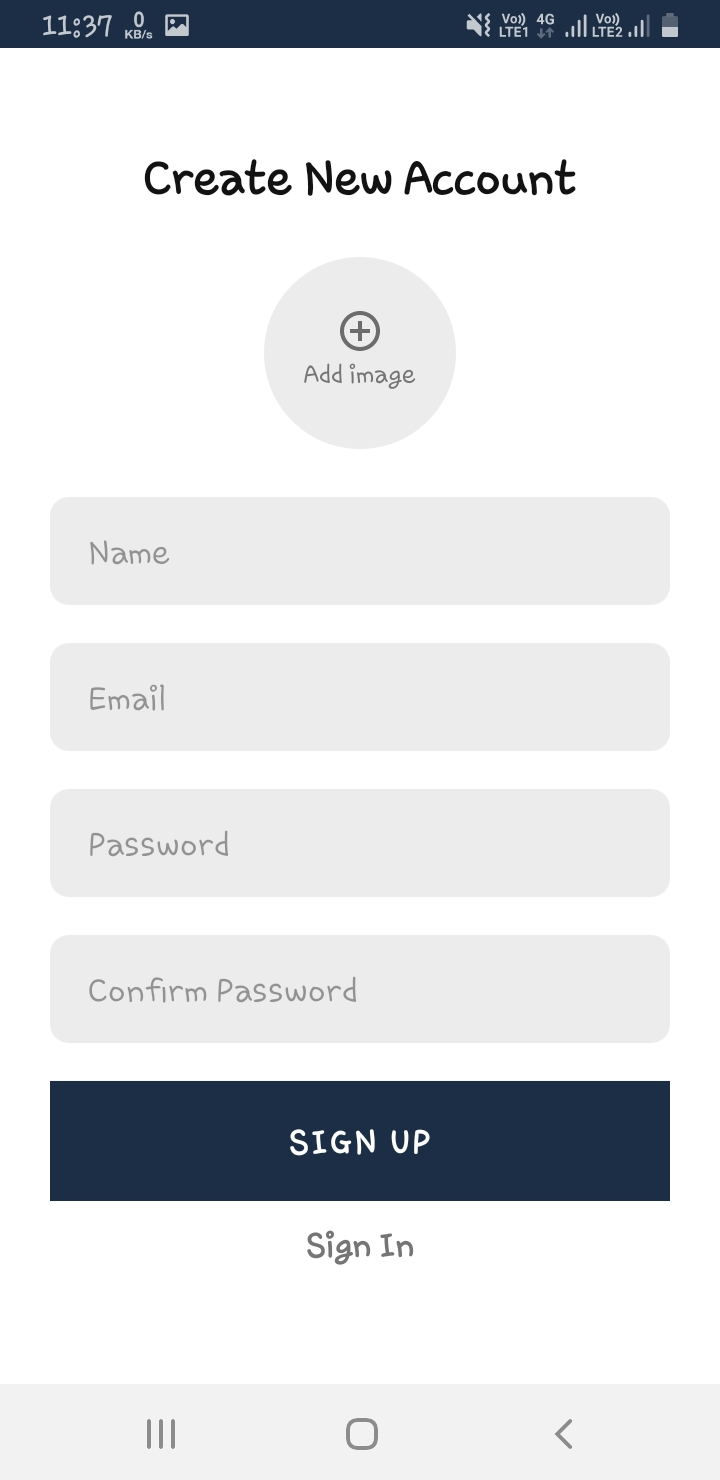 11:37 0 KB/s Vo)) LTE1 4G Vo)) LTE2
Create New Account
Add image
Name
Email
Password
Confirm Password
SIGN UP
Sign In